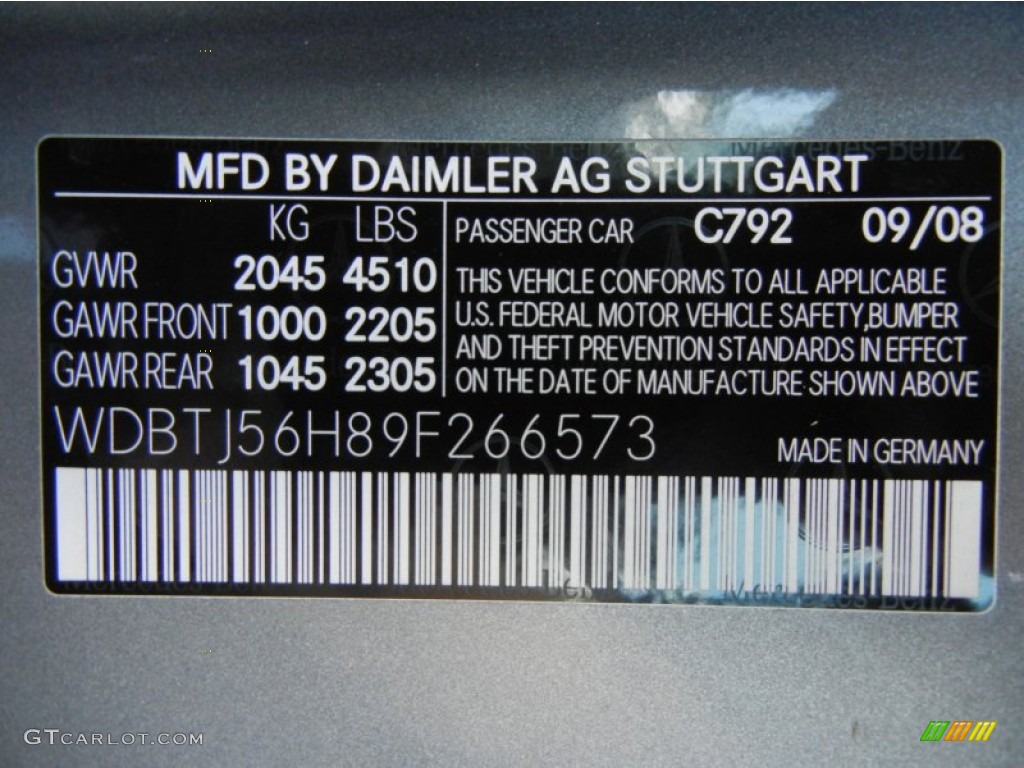 Mercedes-Benz
MFD BY DAIMLER AG STUTTGART
KG LBS
GVWR 2045 4510
GAWR FRONT 1000 2205
GAWR REAR 1045 2305
PASSENGER CAR C792 09/08
THIS VEHICLE CONFORMS TO ALL APPLICABLE
U.S. FEDERAL MOTOR VEHICLE SAFETY,BUMPER
AND THEFT PREVENTION STANDARDS IN EFFECT
ON THE DATE OF MANUFACTURE SHOWN ABOVE
WDBTJ56H89F266573
MADE IN GERMANY
GTCARLOT.COM